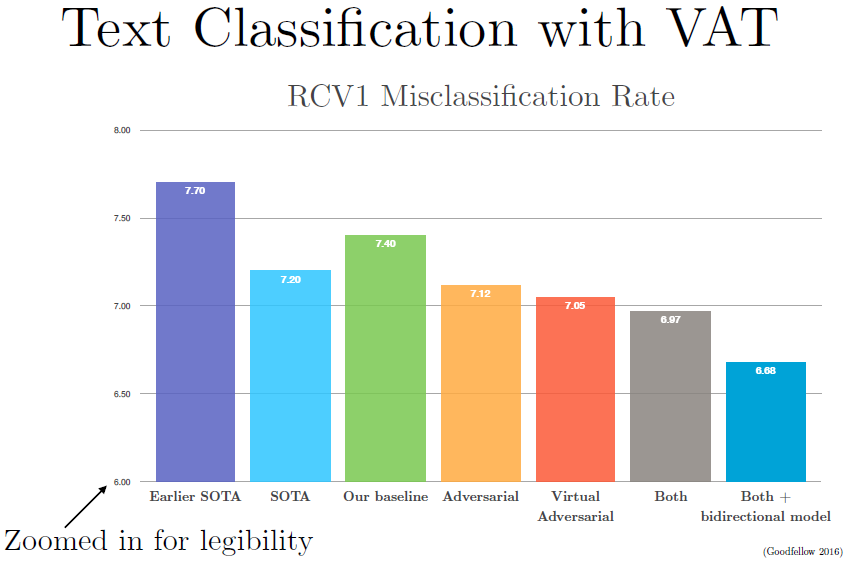 Text Classification with VAT
RCV1 Misclassification Rate
8.00
7.50
7.00
6.50
6.00
7.70
7.20
7.40
7.12
7.05
6.97
6.68
Earlier SOTA
SOTA
Our baseline
Adversarial
Virtual
Adversarial
Both
Both +
bidirectional model
Zoomed in for legibility
(Goodfellow 2016)